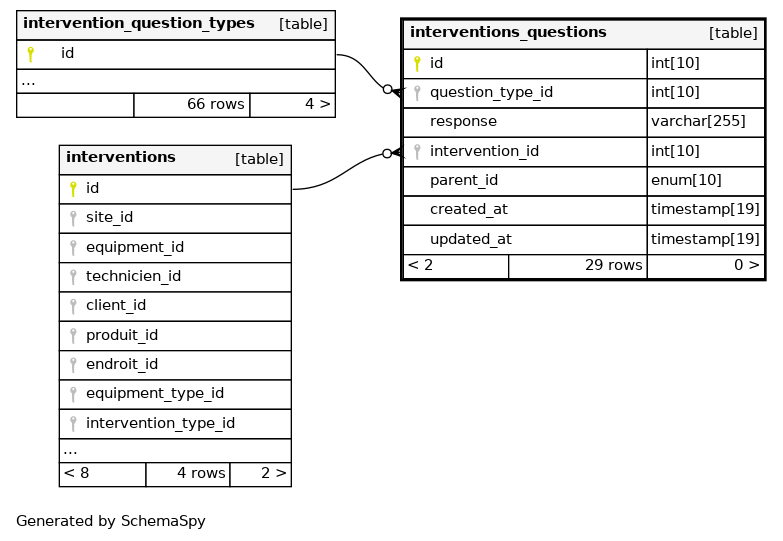 intervention_question_types [table]
id
...
66 rows 4 >
interventions_questions [table]
id int[10]
question_type_id int[10]
response varchar[255]
intervention_id int[10]
parent_id enum[10]
created_at timestamp[19]
updated_at timestamp[19]
< 2 29 rows 0 >
interventions [table]
id
site_id
equipment_id
technicien_id
client_id
produit_id
endroit_id
equipment_type_id
intervention_type_id
...
< 8 4 rows 2 >
Generated by SchemaSpy